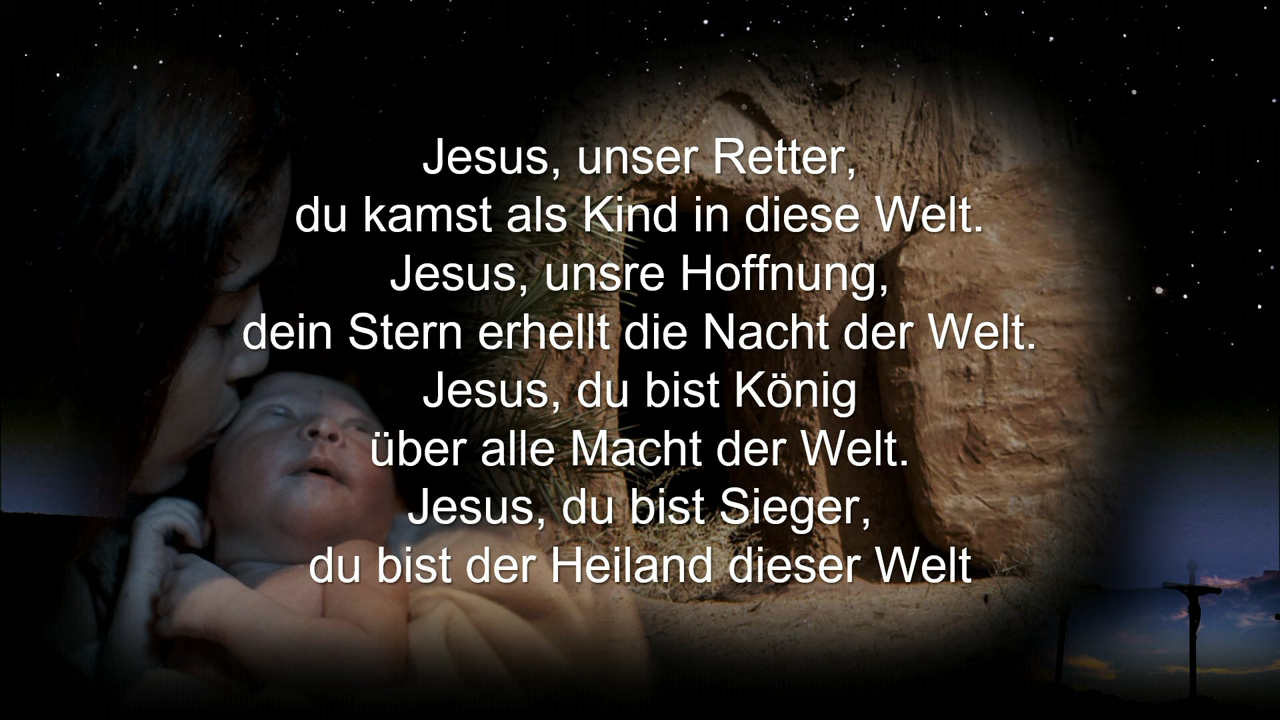 Jesus, unser Retter,
du kamst als Kind in diese Welt.
Jesus, unsre Hoffnung,
dein Stern erhellt die Nacht der Welt.
Jesus, du bist König
über alle Macht der Welt.
Jesus, du bist Sieger,
du bist der Heiland dieser Welt